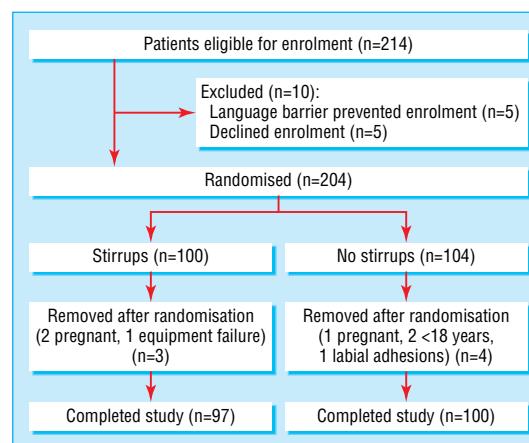 Patients eligible for enrolment (n=214)
Excluded (n=10):
Language barrier prevented enrolment (n=5)
Declined enrolment (n=5)
Randomised (n=204)
Stirrups (n=100)
No stirrups (n=104)
Removed after randomisation
(2 pregnant, 1 equipment failure)
(n=3)
Removed after randomisation
(1 pregnant, 2 <18 years,
1 labial adhesions) (n=4)
Completed study (n=97)
Completed study (n=100)